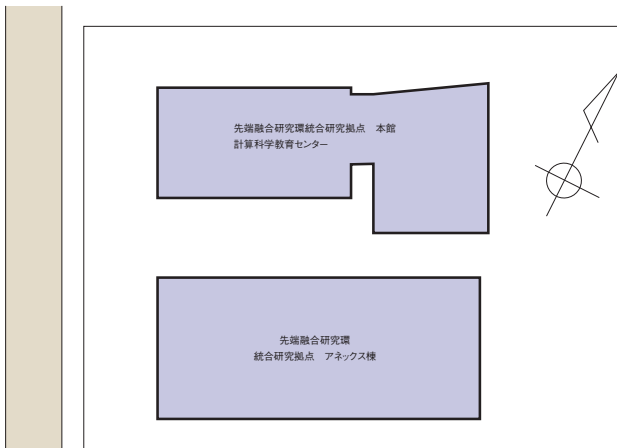 先端融合研究環統合研究拠点　本館
計算科学教育センター
先端融合研究環
統合研究拠点　アネックス棟